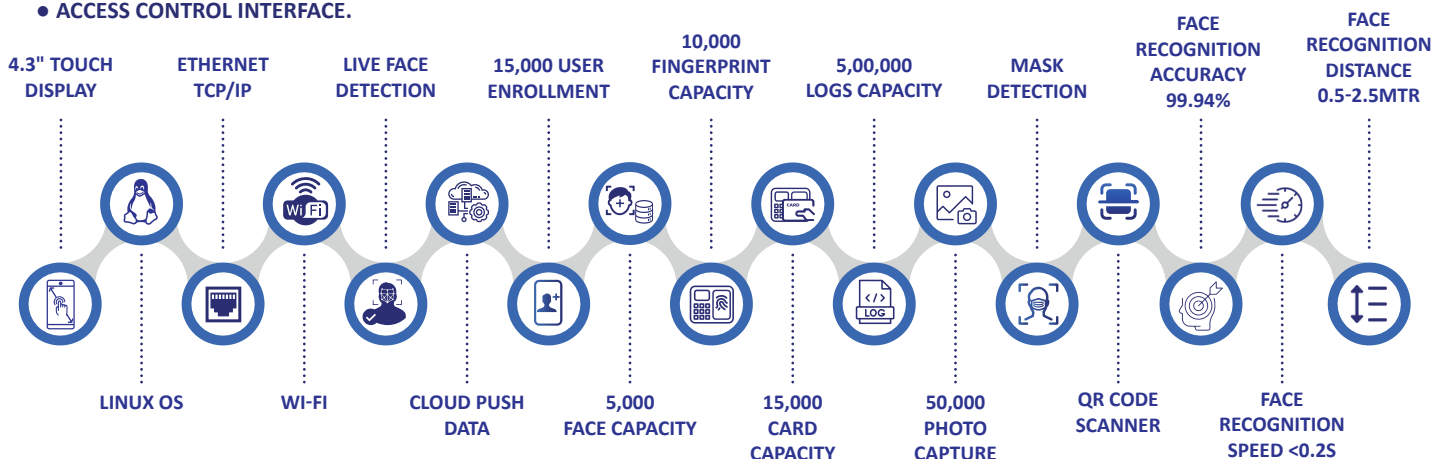 ● ACCESS CONTROL INTERFACE.
4.3" TOUCH
DISPLAY
ETHERNET
TCP/IP
LIVE FACE
DETECTION
15,000 USER
ENROLLMENT
10,000
FINGERPRINT
CAPACITY
5,00,000
LOGS CAPACITY
MASK
DETECTION
FACE
RECOGNITION
ACCURACY
99.94%
FACE
RECOGNITION
DISTANCE
0.5-2.5MTR
Wi Fi
CARD
</>
LOG
LINUX OS
WI-FI
CLOUD PUSH
DATA
5,000
FACE CAPACITY
15,000
CARD
CAPACITY
50,000
PHOTO
CAPTURE
QR CODE
SCANNER
FACE
RECOGNITION
SPEED <0.2S